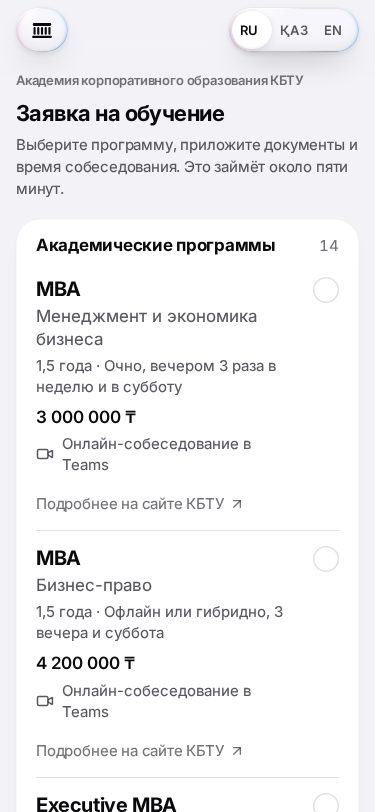 RU ҚАЗ EN
Академия корпоративного образования КБТУ
Заявка на обучение
Выберите программу, приложите документы и
время собеседования. Это займёт около пяти
минут.
Академические программы 14
MBA
Менеджмент и экономика
бизнеса
1,5 года · Очно, вечером 3 раза в
неделю и в субботу
3 000 000 ₸
Онлайн-собеседование в
Teams
Подробнее на сайте КБТУ
MBA
Бизнес-право
1,5 года · Офлайн или гибридно, 3
вечера и суббота
4 200 000 ₸
Онлайн-собеседование в
Teams
Подробнее на сайте КБТУ
Executive MBA